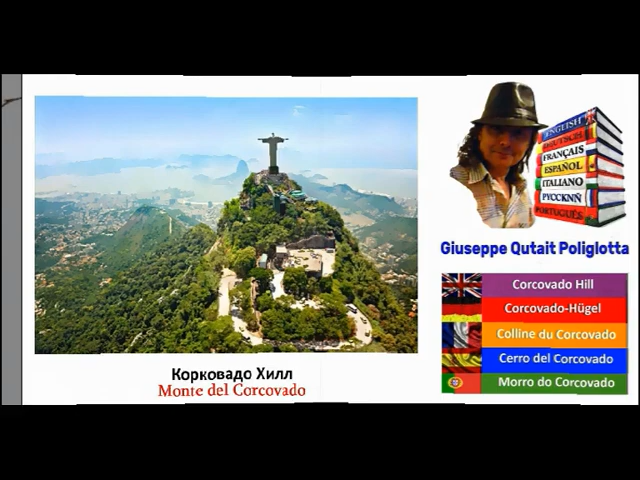 Корковадо Хилл
Monte del Corcovado
ENGLISH
DEUTSCH
FRANÇAIS
ESPAÑOL
ITALIANO
PYCCKNÑ
PORTUGUÊS
Giuseppe Qutait Poliglotta
Corcovado Hill
Corcovado-Hügel
Colline du Corcovado
Cerro del Corcovado
Morro do Corcovado